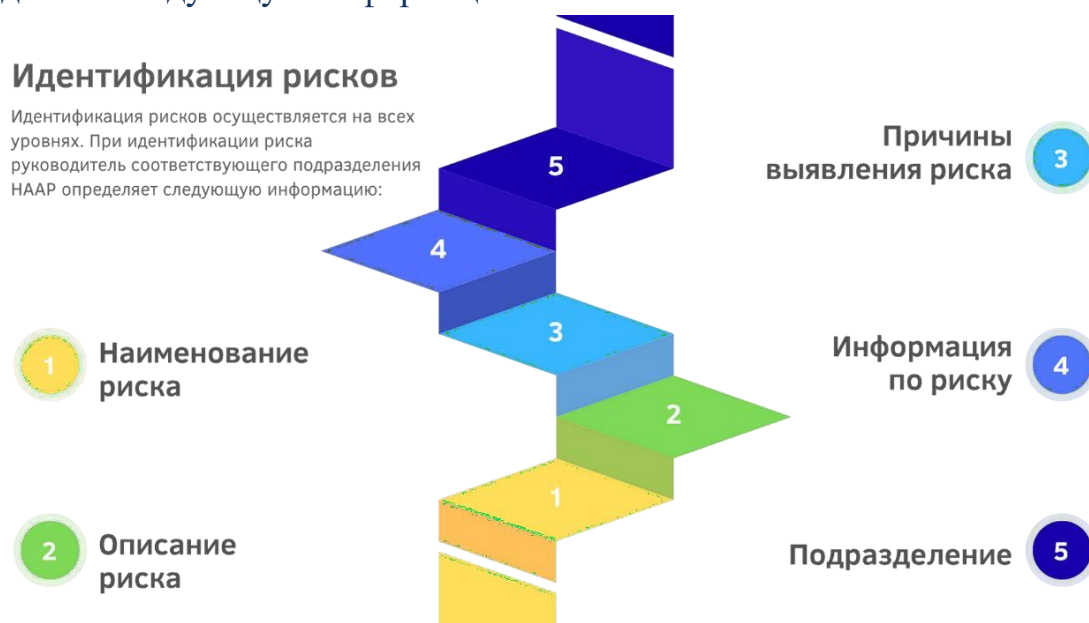 Идентификация рисков
Идентификация рисков осуществляется на всех
уровнях. При идентификации риска
руководитель соответствующего подразделения
НААР определяет следующую информацию:
5
4
3
2
1
1
Наименование
риска
2
Описание
риска
3
Причины
выявления риска
4
Информация
по риску
5
Подразделение